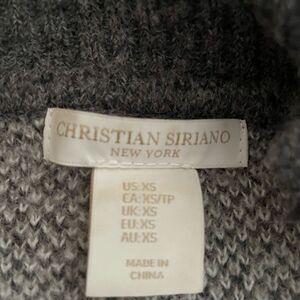 CHRISTIAN SIRIANO
NEW YORK
US:XS
CA:XS/TP
UK:XS
EU:XS
AU:XS
MADE IN
CHINA